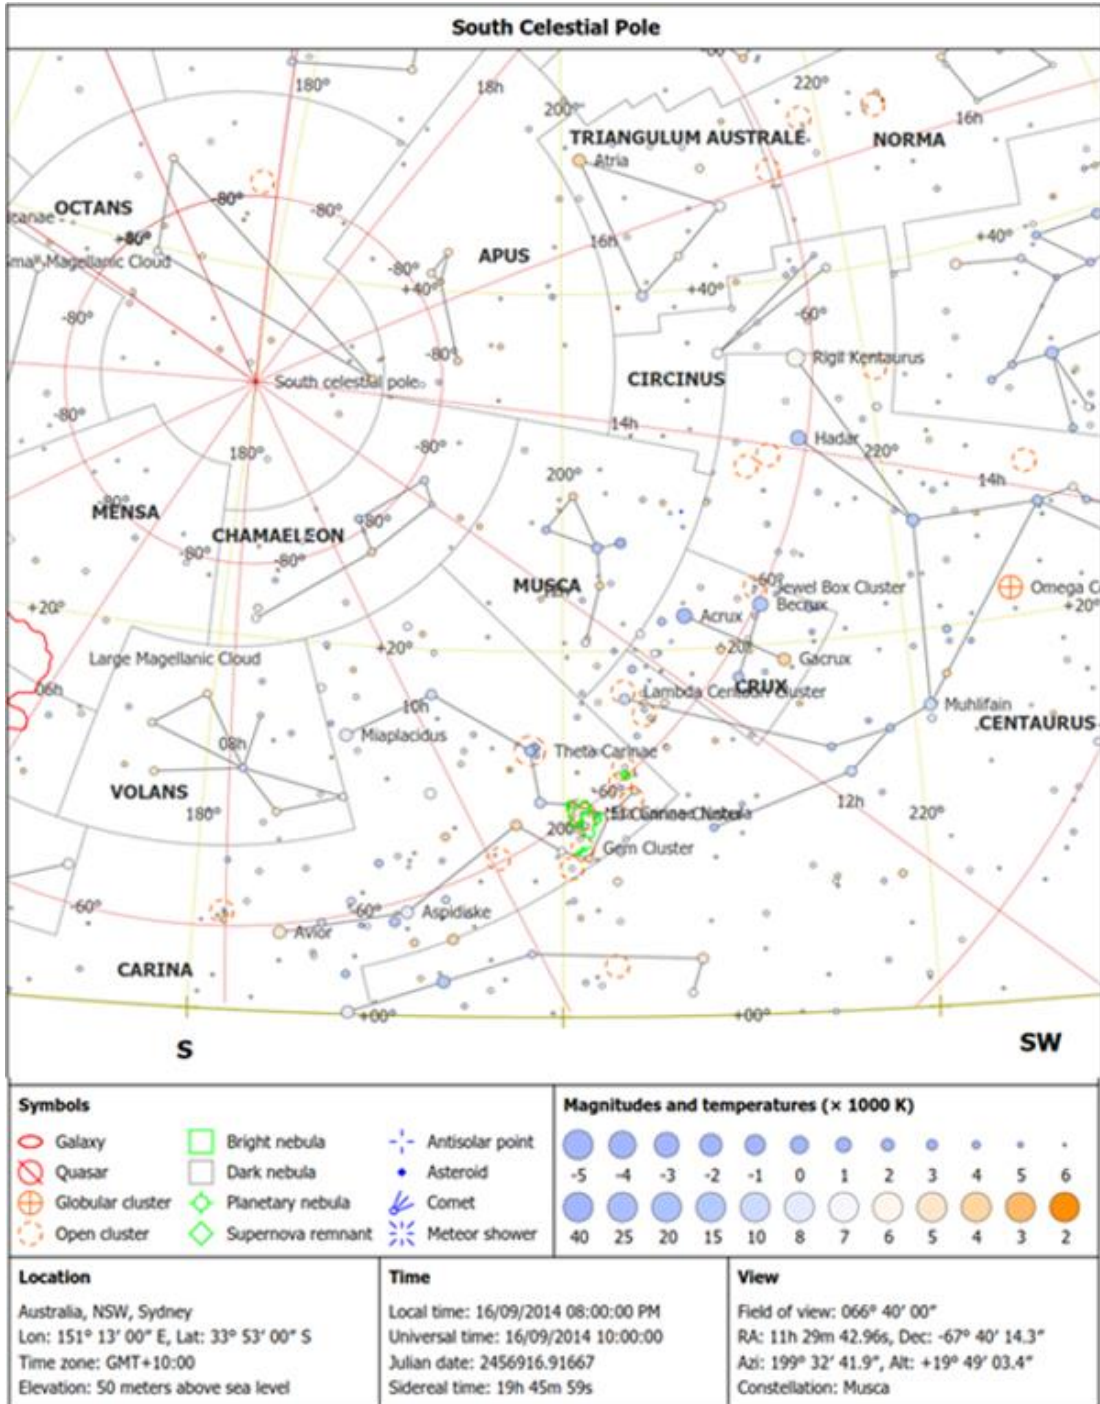 South Celestial Pole
180°
18h
200°
220°
16h
TRIANGULUM AUSTRALE
NORMA
Atria
OCTANS
-80°
-80°
Small Magellanic Cloud
APUS
16h
+40°
-80°
+40°
+40°
-80°
-60°
-80°
Rigil Kentaurus
South celestial pole
CIRCINUS
-80°
14h
Hadar
180°
-80°
220°
200°
14h
MENSA
-80°
-80°
CHAMAELEON
-80°
-80°
MUSCA
-60°
Jewel Box Cluster
Omega C
+20°
Becrux
+20°
Acrux
+20°
+20°
Large Magellanic Cloud
Gacrux
CRUX
06h
Lambda Centauri Cluster
10h
Muhlifain
Miaplacidus
CENTAURUS
08h
Theta Carinae
VOLANS
-60°
12h
180°
200°
220°
Gem Cluster
-60°
-60°
Aspidiske
Avior
CARINA
+00°
+00°
S
SW
Symbols
Galaxy
Bright nebula
Antisolar point
Quasar
Dark nebula
Asteroid
Globular cluster
Planetary nebula
Comet
Open cluster
Supernova remnant
Meteor shower
Magnitudes and temperatures (× 1000 K)
-5 -4 -3 -2 -1 0 1 2 3 4 5 6
40 25 20 15 10 8 7 6 5 4 3 2
Location
Australia, NSW, Sydney
Lon: 151° 13' 00" E, Lat: 33° 53' 00" S
Time zone: GMT+10:00
Elevation: 50 meters above sea level
Time
Local time: 16/09/2014 08:00:00 PM
Universal time: 16/09/2014 10:00:00
Julian date: 2456916.91667
Sidereal time: 19h 45m 59s
View
Field of view: 066° 40' 00"
RA: 11h 29m 42.96s, Dec: -67° 40' 14.3"
Azi: 199° 32' 41.9", Alt: +19° 49' 03.4"
Constellation: Musca